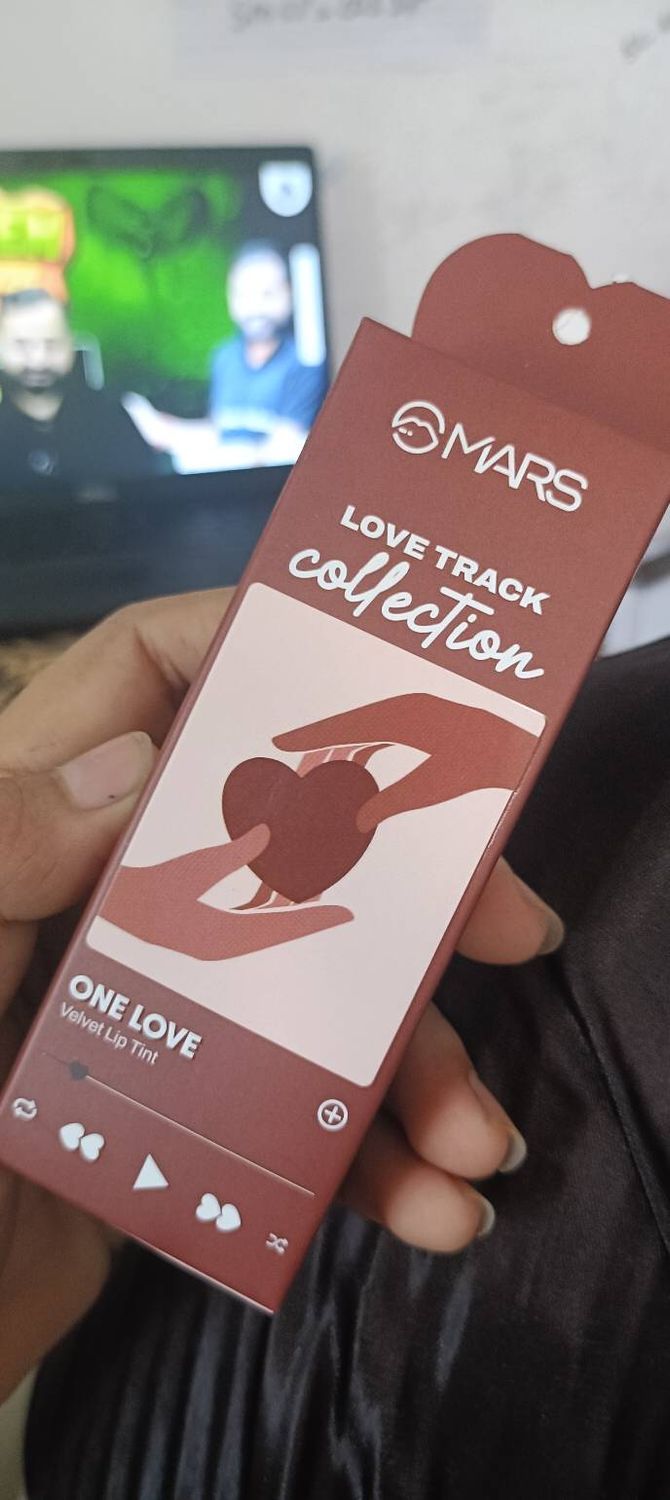 MARS
LOVE TRACK
collection
ONE LOVE
Velvet Lip Tint